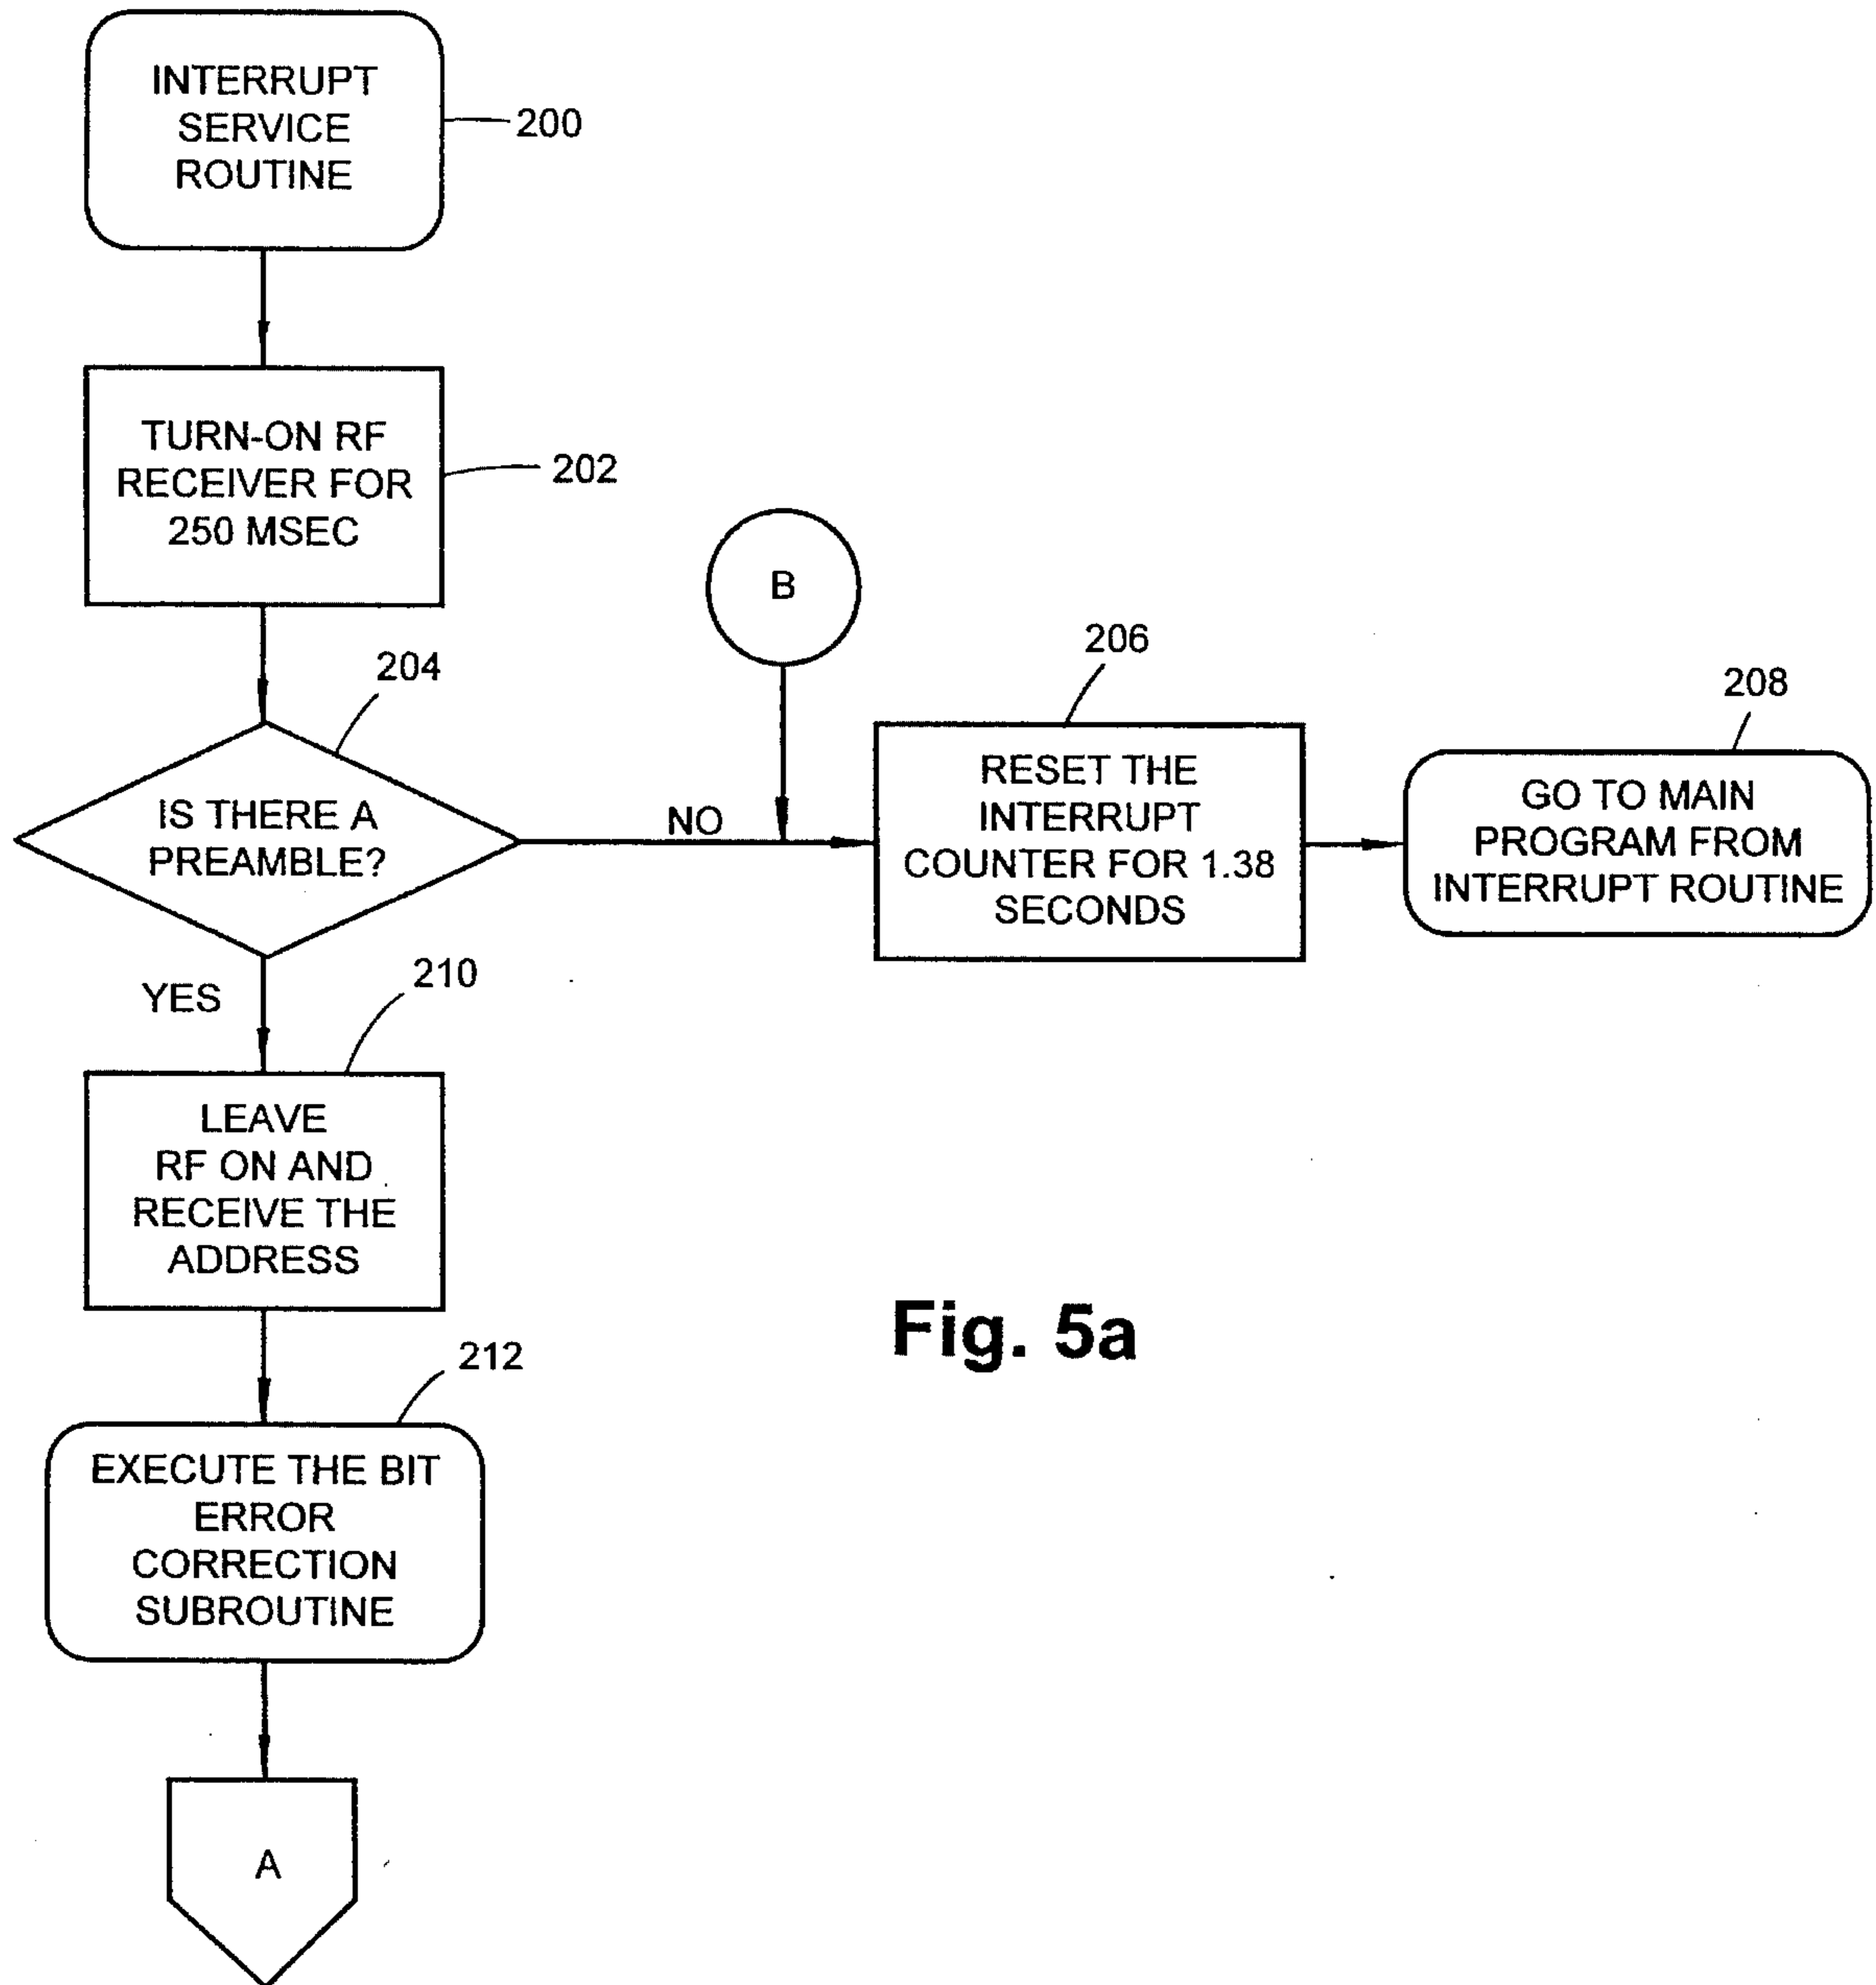 INTERRUPT
SERVICE
ROUTINE
200
TURN-ON RF
RECEIVER FOR
250 MSEC
202
B
204
IS THERE A
PREAMBLE?
NO
206
RESET THE
INTERRUPT
COUNTER FOR 1.38
SECONDS
208
GO TO MAIN
PROGRAM FROM
INTERRUPT ROUTINE
YES
210
LEAVE
RF ON AND
RECEIVE THE
ADDRESS
Fig. 5a
212
EXECUTE THE BIT
ERROR
CORRECTION
SUBROUTINE
A